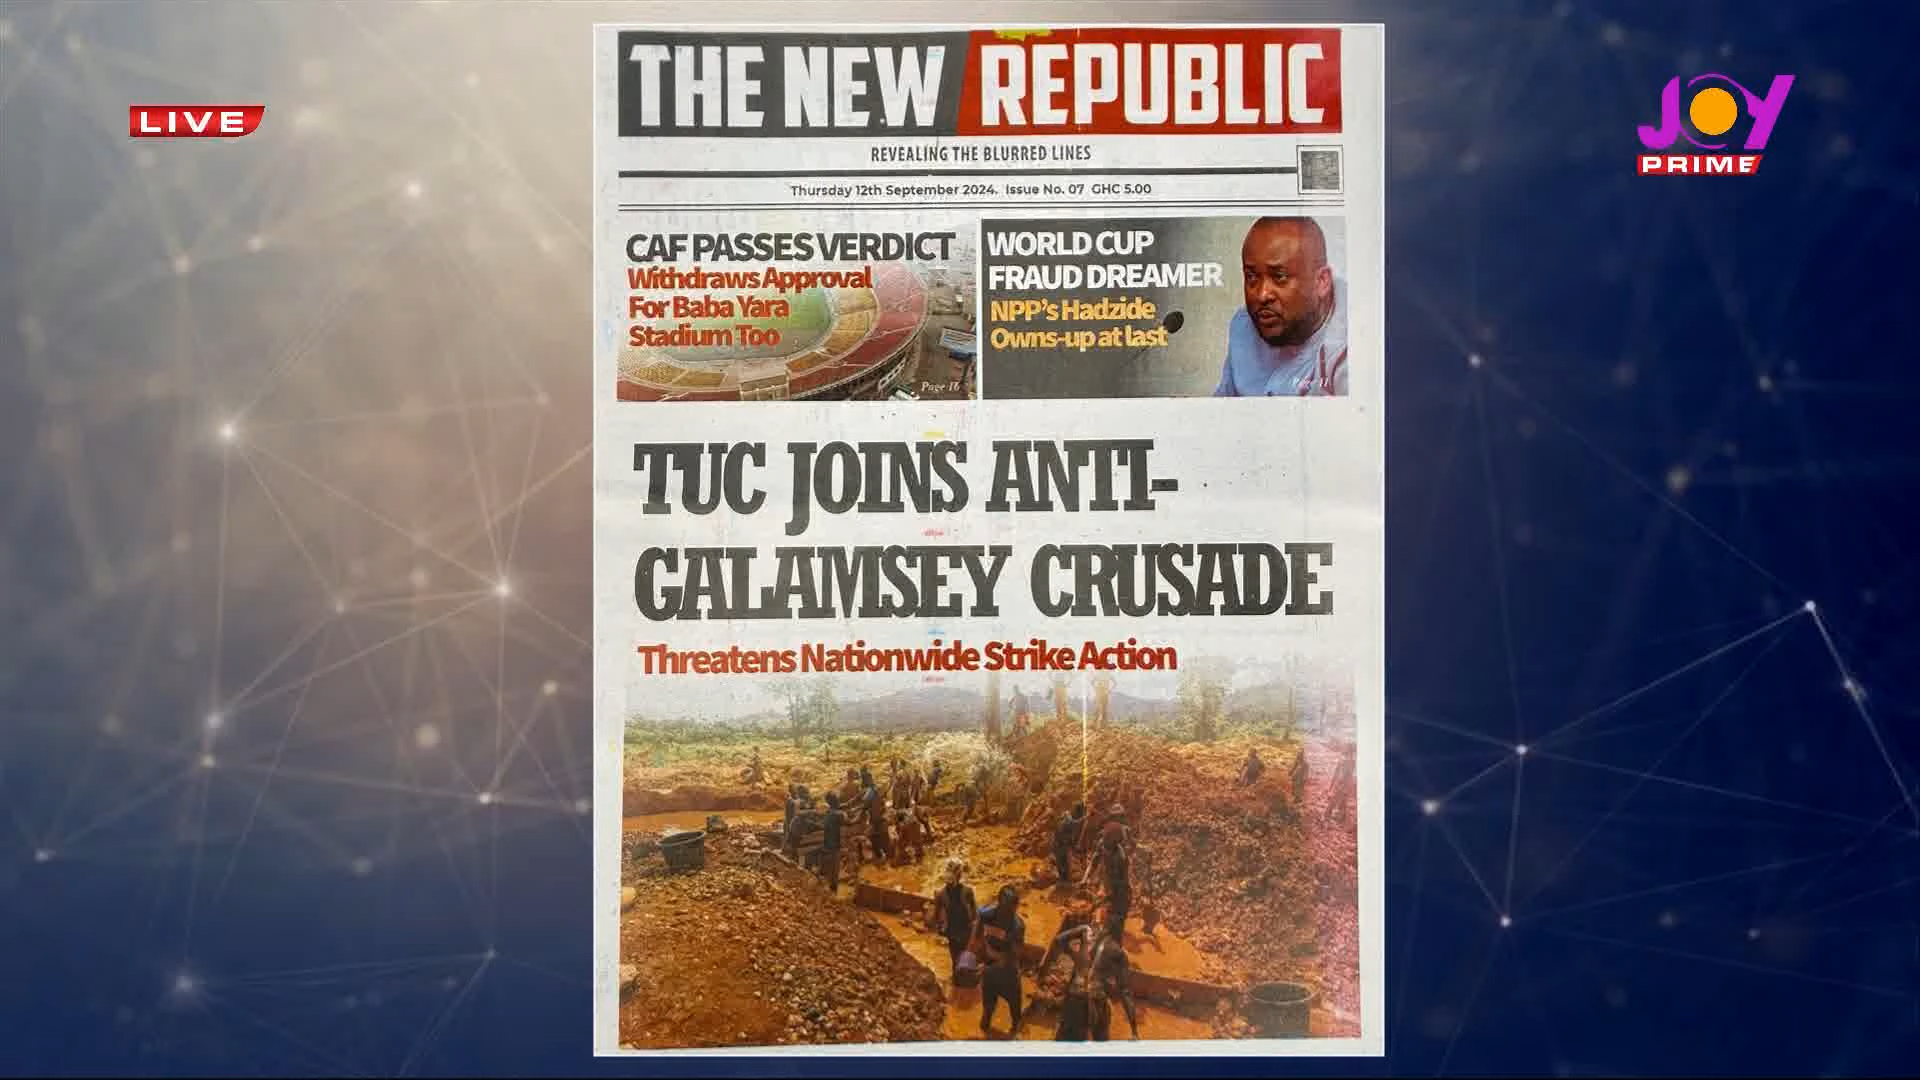 LIVE
JOY
PRIME
THE NEW REPUBLIC
REVEALING THE BLURRED LINES
Thursday 12th September 2024. Issue No. 07 GHC 5.00
CAF PASSES VERDICT
Withdraws Approval
For Baba Yara
Stadium Too
Page 16
WORLD CUP
FRAUD DREAMER
NPP's Hadzide
Owns-up at last
Page 11
TUC JOINS ANTI-
GALAMSEY CRUSADE
Threatens Nationwide Strike Action